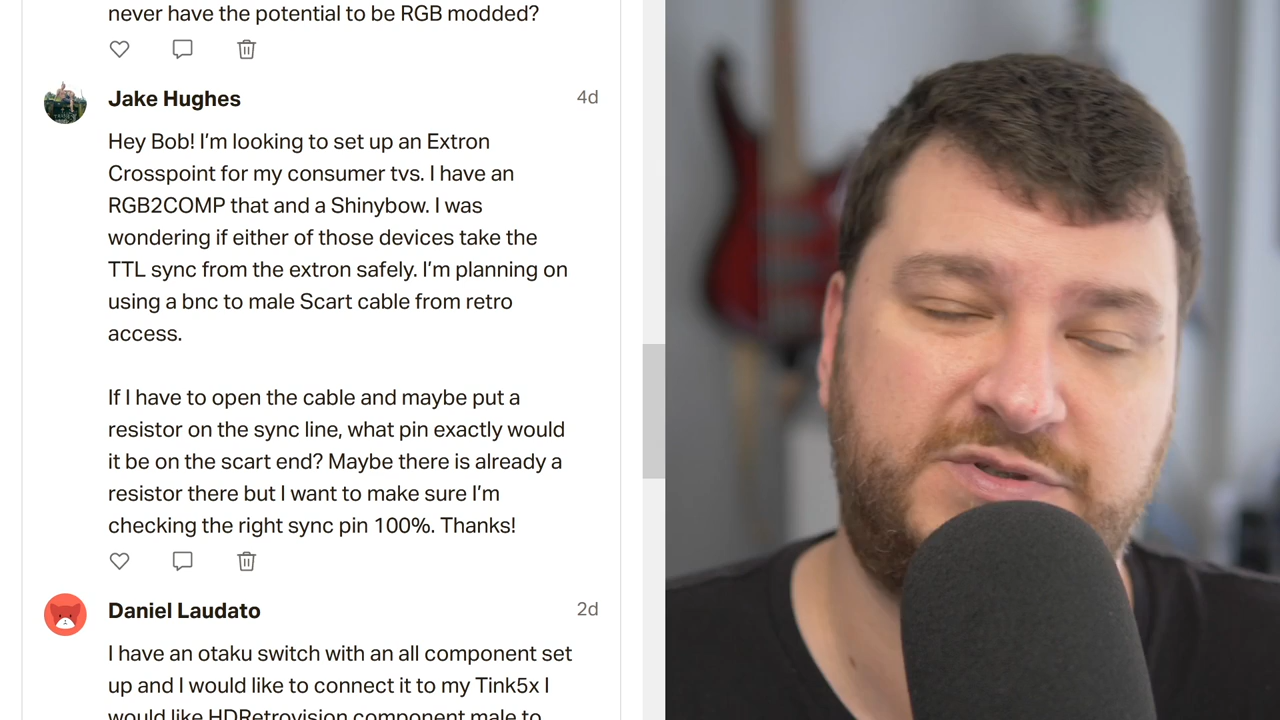 never have the potential to be RGB modded?
Jake Hughes
4d
Hey Bob! I’m looking to set up an Extron
Crosspoint for my consumer tvs. I have an
RGB2COMP that and a Shinybow. I was
wondering if either of those devices take the
TTL sync from the extron safely. I’m planning on
using a bnc to male Scart cable from retro
access.
If I have to open the cable and maybe put a
resistor on the sync line, what pin exactly would
it be on the scart end? Maybe there is already a
resistor there but I want to make sure I’m
checking the right sync pin 100%. Thanks!
Daniel Laudato
2d
I have an otaku switch with an all component set
up and I would like to connect it to my Tink5x I
would like HDRetrovision component male to